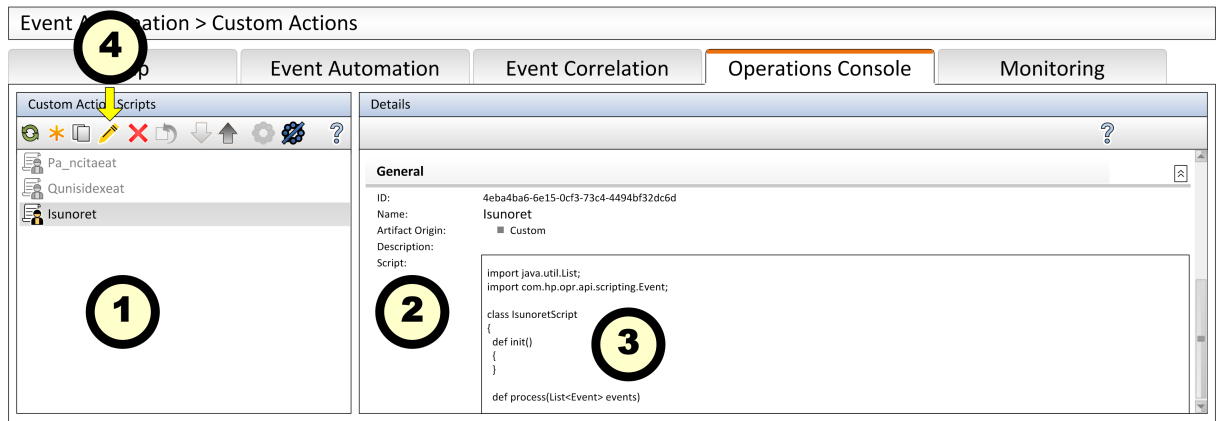 Event Automation > Custom Actions
4
Event Automation
Event Correlation
Operations Console
Monitoring
Custom Action Scripts
Details
?
?
Pa_ncitaeat
Qunisidexeat
Isunoret
General
ID: 4eba4ba6-6e15-0cf3-73c4-4494bf32dc6d
Name: Isunoret
Artifact Origin: Custom
Description:
Script:
import java.util.List;
import com.hp.opr.api.scripting.Event;
class IsunoretScript
{
def init()
{
}
def process(List<Event> events)
1
2
3